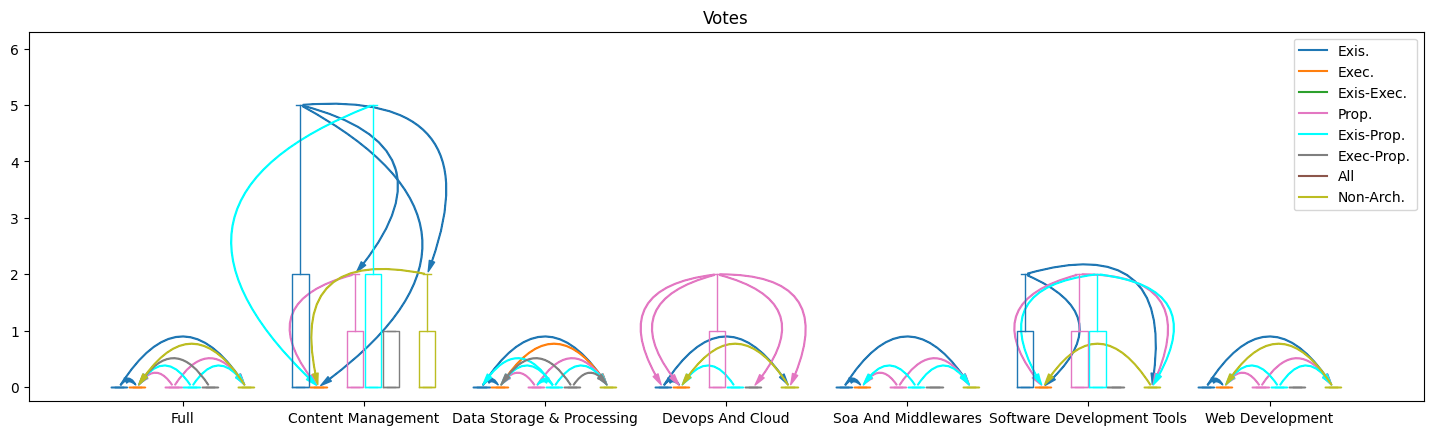 Votes
6
5
4
3
2
1
0
Exis.
Exec.
Exis-Exec.
Prop.
Exis-Prop.
Exec-Prop.
All
Non-Arch.
Full
Content Management
Data Storage & Processing
Devops And Cloud
Soa And Middlewares
Software Development Tools
Web Development